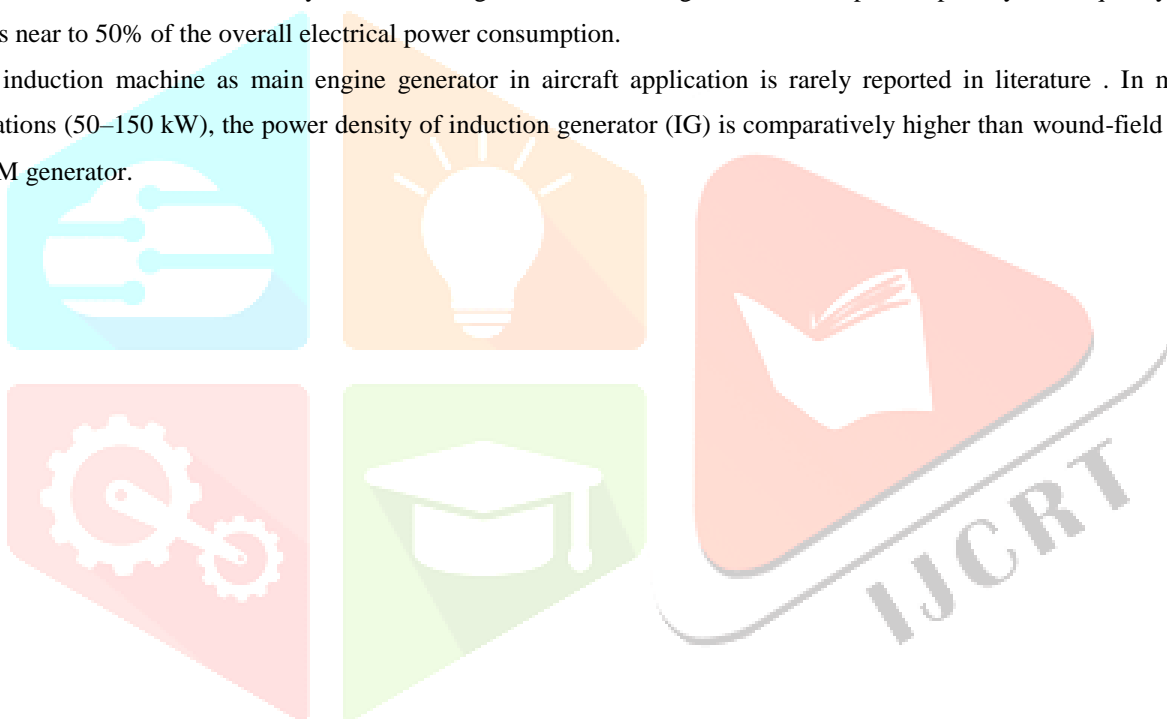 s near to 50% of the overall electrical power consumption.
induction machine as main engine generator in aircraft application is rarely reported in literature . In m
ations (50–150 kW), the power density of induction generator (IG) is comparatively higher than wound-field
M generator.
IJCRT